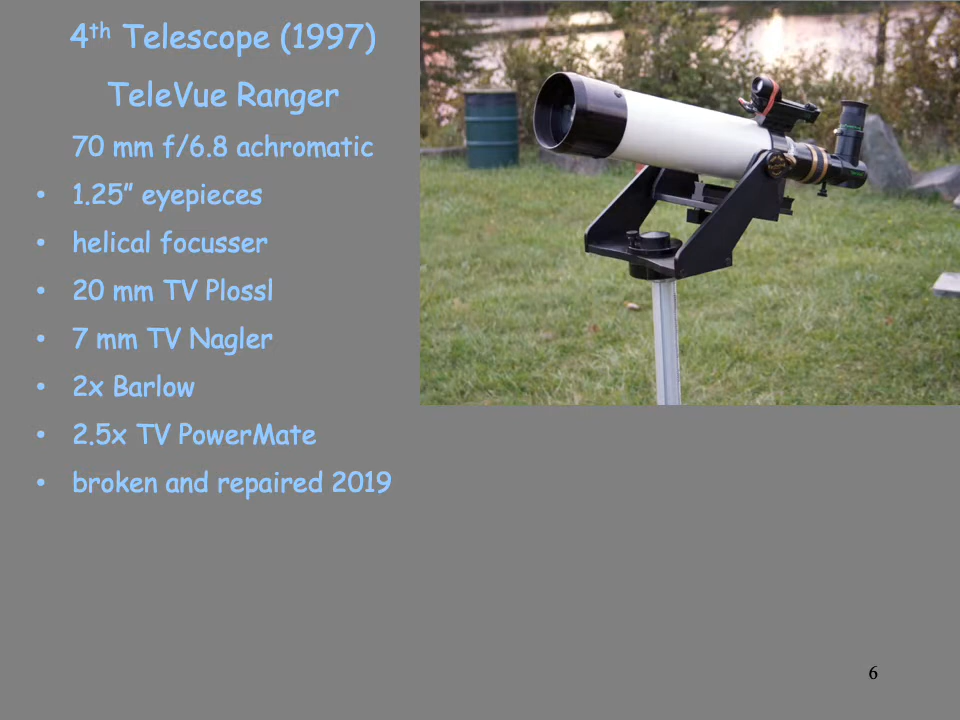 4th Telescope (1997)
TeleVue Ranger
70 mm f/6.8 achromatic
• 1.25” eyepieces
• helical focusser
• 20 mm TV Plossl
• 7 mm TV Nagler
• 2x Barlow
• 2.5x TV PowerMate
• broken and repaired 2019
6